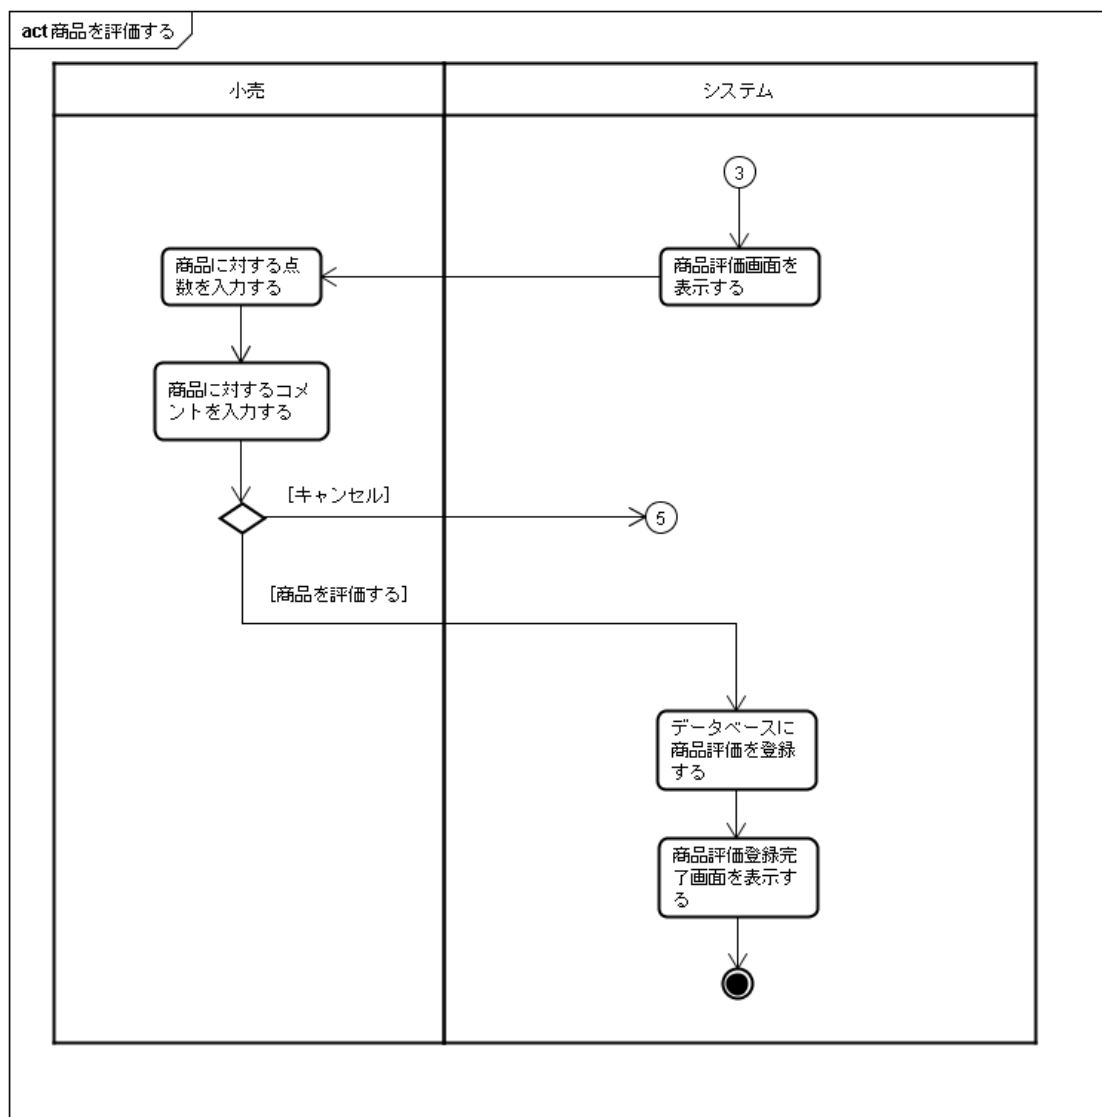 act 商品を評価する
小売
システム
3
商品に対する点
数を入力する
商品評価画面を
表示する
商品に対するコメ
ントを入力する
[キャンセル]
5
[商品を評価する]
データベースに
商品評価を登録
する
商品評価登録完
了画面を表示す
る